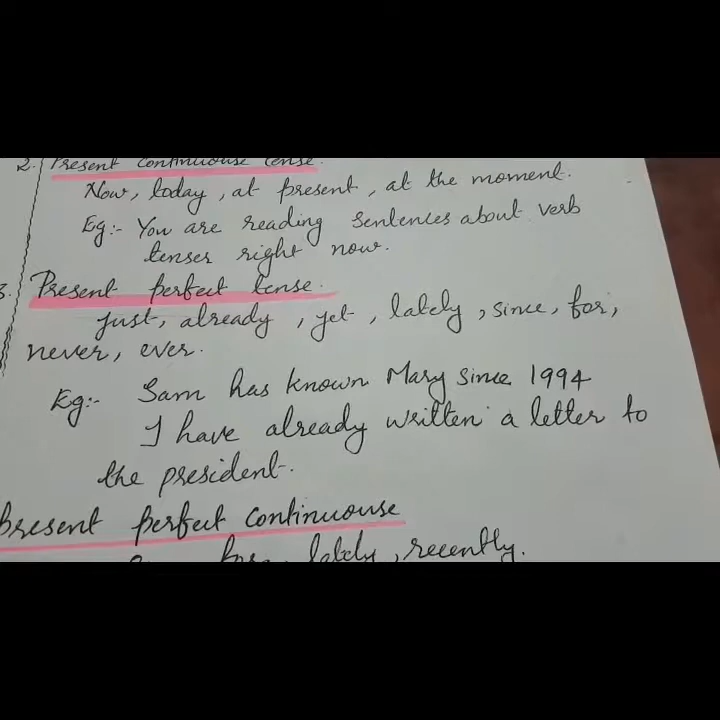 2. Present Continuouse tense.
Now, today, at present, at the moment.
Eg:- You are reading sentences about verb
tenser right now.
3. Present perfect tense.
just, already, yet, lately, since, for,
never, ever.
Eg:- Sam has known Mary since 1994
I have already written a letter to
the president.
Present perfect continuouse
for, lately, recently.